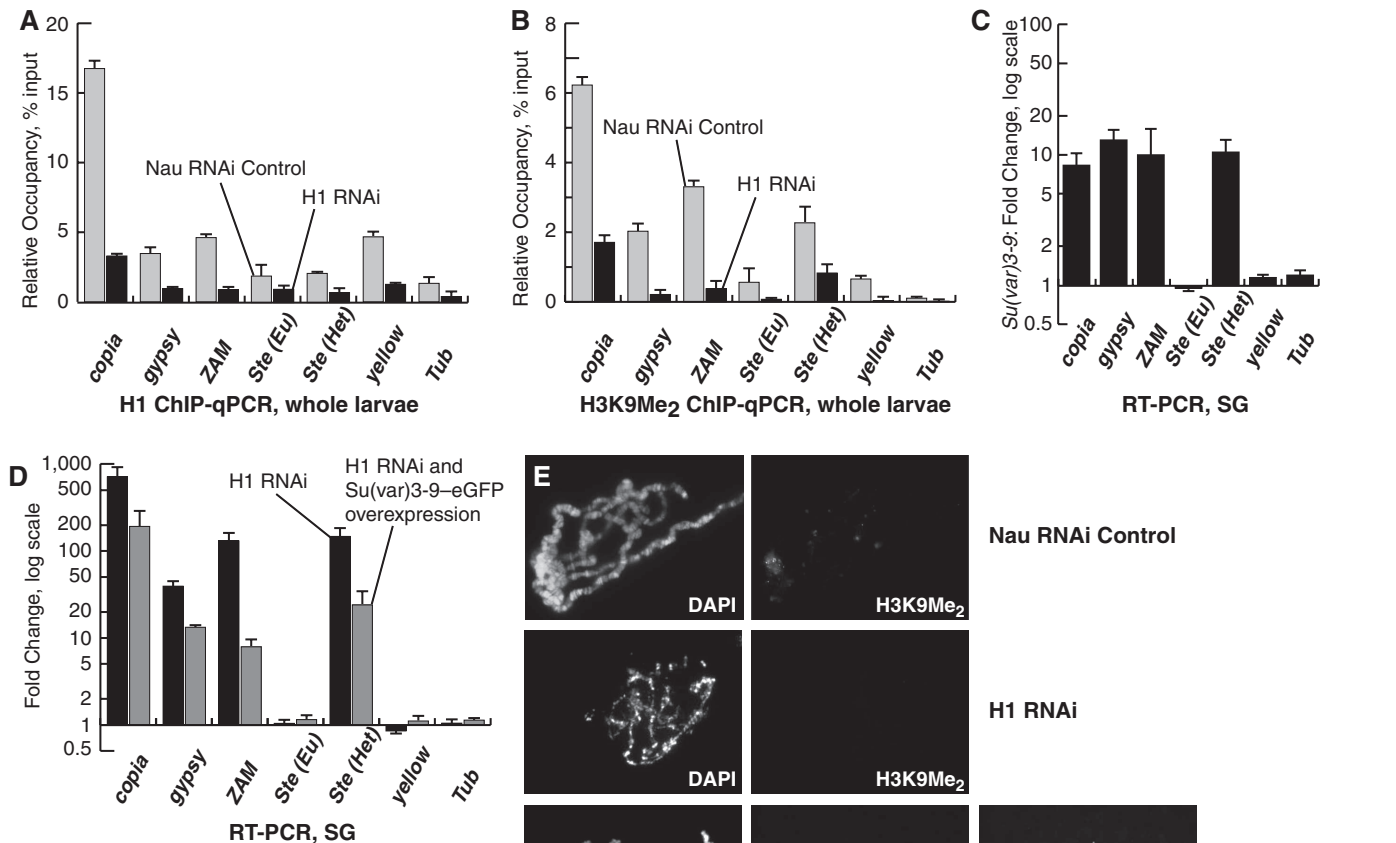 A
20
15
10
5
0
Relative Occupancy, % input
Nau RNAi Control
H1 RNAi
copia
gypsy
ZAM
Ste (Eu)
Ste (Het)
yellow
Tub
H1 ChIP-qPCR, whole larvae
B
8
6
4
2
0
Relative Occupancy, % input
Nau RNAi Control
H1 RNAi
copia
gypsy
ZAM
Ste (Eu)
Ste (Het)
yellow
Tub
H3K9Me2 ChIP-qPCR, whole larvae
C
100
50
20
10
5
2
1
0.5
Su(var)3-9: Fold Change, log scale
copia
gypsy
ZAM
Ste (Eu)
Ste (Het)
yellow
Tub
RT-PCR, SG
D
1,000
500
200
100
50
20
10
5
2
1
0.5
Fold Change, log scale
H1 RNAi
H1 RNAi and
Su(var)3-9–eGFP
overexpression
copia
gypsy
ZAM
Ste (Eu)
Ste (Het)
yellow
Tub
RT-PCR, SG
E
DAPI
H3K9Me2
Nau RNAi Control
DAPI
H3K9Me2
H1 RNAi